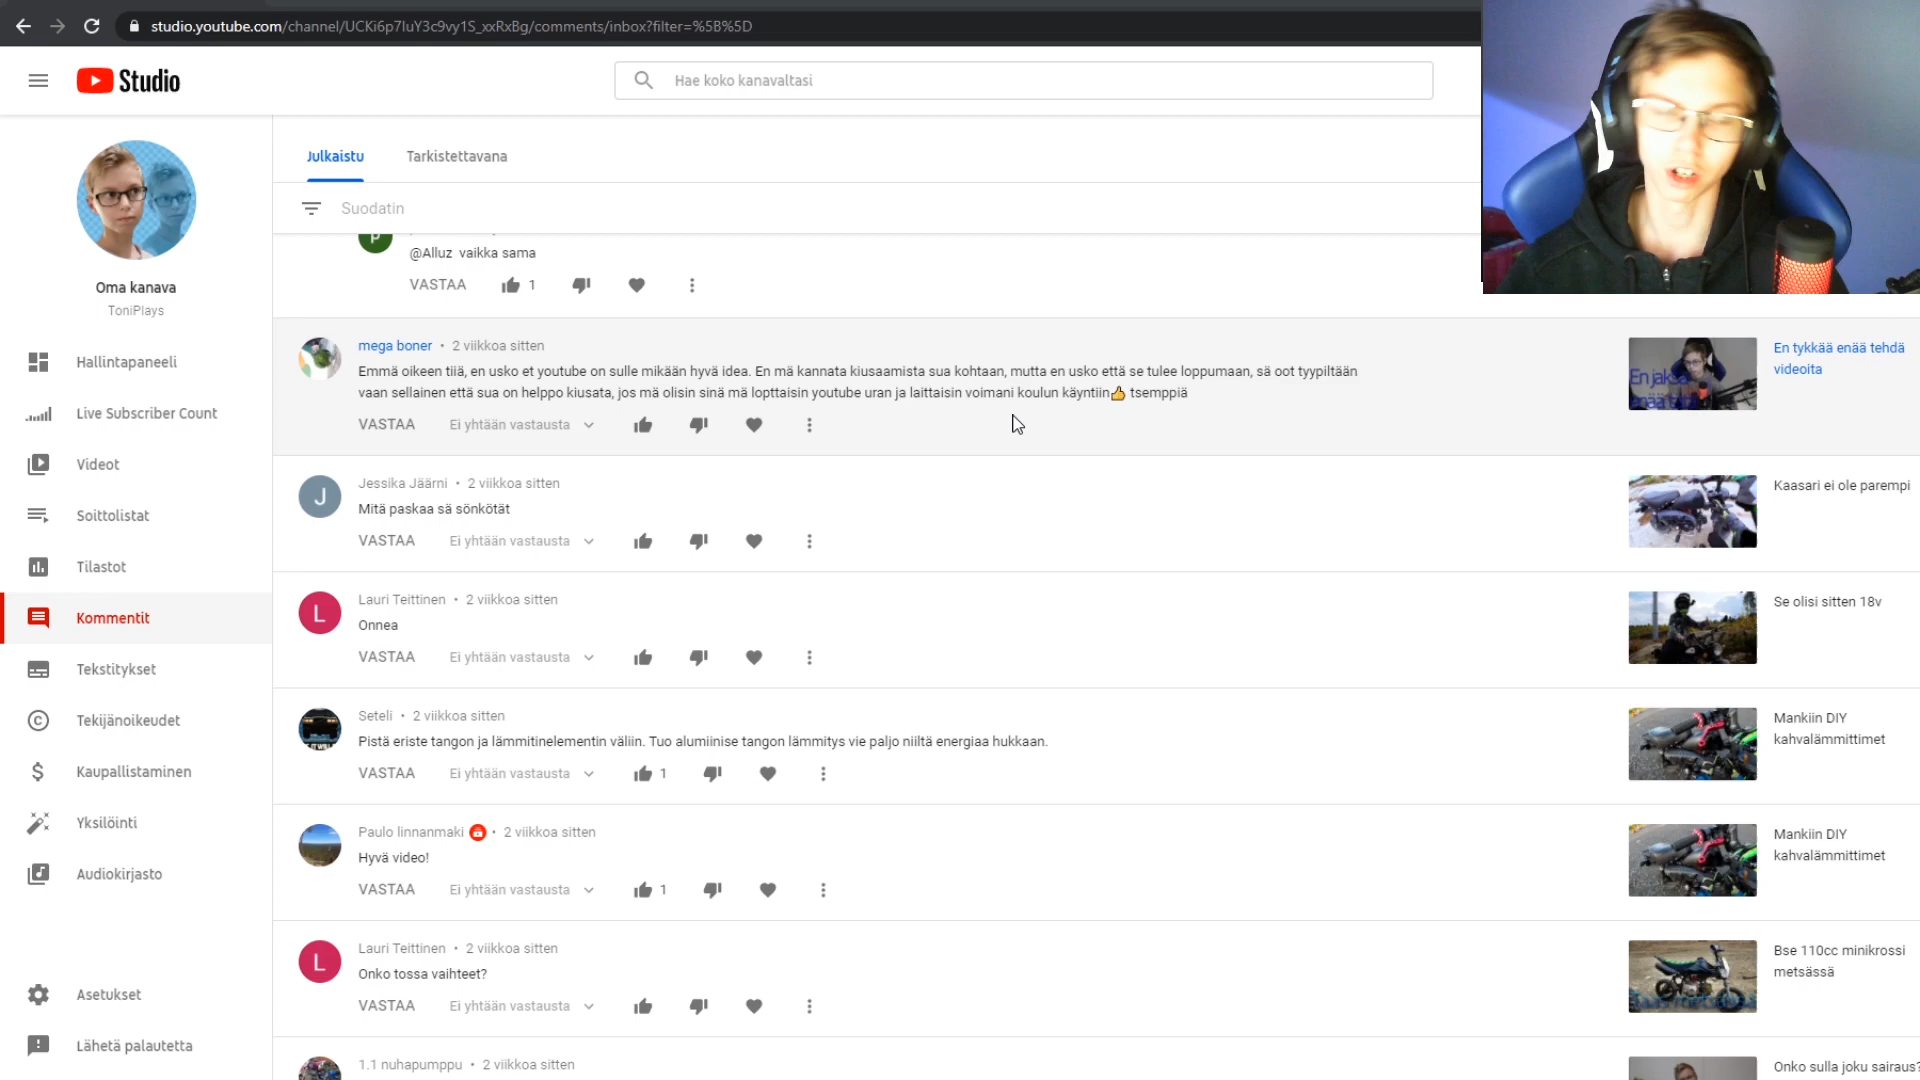 studio.youtube.com/channel/UCKi6p7luY3c9vy1S_xxRxBg/comments/inbox?filter=%5B%5D
Studio
Hae koko kanavaltasi
Oma kanava
ToniPlays
Hallintapaneeli
Live Subscriber Count
Videot
Soittolistat
Tilastot
Kommentit
Tekstitykset
Tekijänoikeudet
Kaupallistaminen
Yksilöinti
Audiokirjasto
Asetukset
Lähetä palautetta
Julkaistu Tarkistettavana
Suodatin
@Alluz vaikka sama
VASTAA 1
mega boner • 2 viikkoa sitten
Emmä oikeen tiiä, en usko et youtube on sulle mikään hyvä idea. En mä kannata kiusaamista sua kohtaan, mutta en usko että se tulee loppumaan, sä oot tyypiltään
vaan sellainen että sua on helppo kiusata, jos mä olisin sinä mä lopttaisin youtube uran ja laittaisin voimani koulun käyntiin👍 tsemppiä
VASTAA Ei yhtään vastausta
En tykkää enää tehdä
videoita
Jessika Jäärni • 2 viikkoa sitten
Mitä paskaa sä sönkötät
VASTAA Ei yhtään vastausta
Kaasari ei ole parempi
L
Lauri Teittinen • 2 viikkoa sitten
Onnea
VASTAA Ei yhtään vastausta
Se olisi sitten 18v
Seteli • 2 viikkoa sitten
Pistä eriste tangon ja lämmitinelementin väliin. Tuo alumiinise tangon lämmitys vie paljo niiltä energiaa hukkaan.
VASTAA Ei yhtään vastausta 1
Mankiin DIY
kahvalämmittimet
Paulo linnanmaki • 2 viikkoa sitten
Hyvä video!
VASTAA Ei yhtään vastausta 1
Mankiin DIY
kahvalämmittimet
L
Lauri Teittinen • 2 viikkoa sitten
Onko tossa vaihteet?
VASTAA Ei yhtään vastausta
Bse 110cc minikrossi
metsässä
1.1 nuhapumppu • 2 viikkoa sitten
Onko sulla joku sairaus?